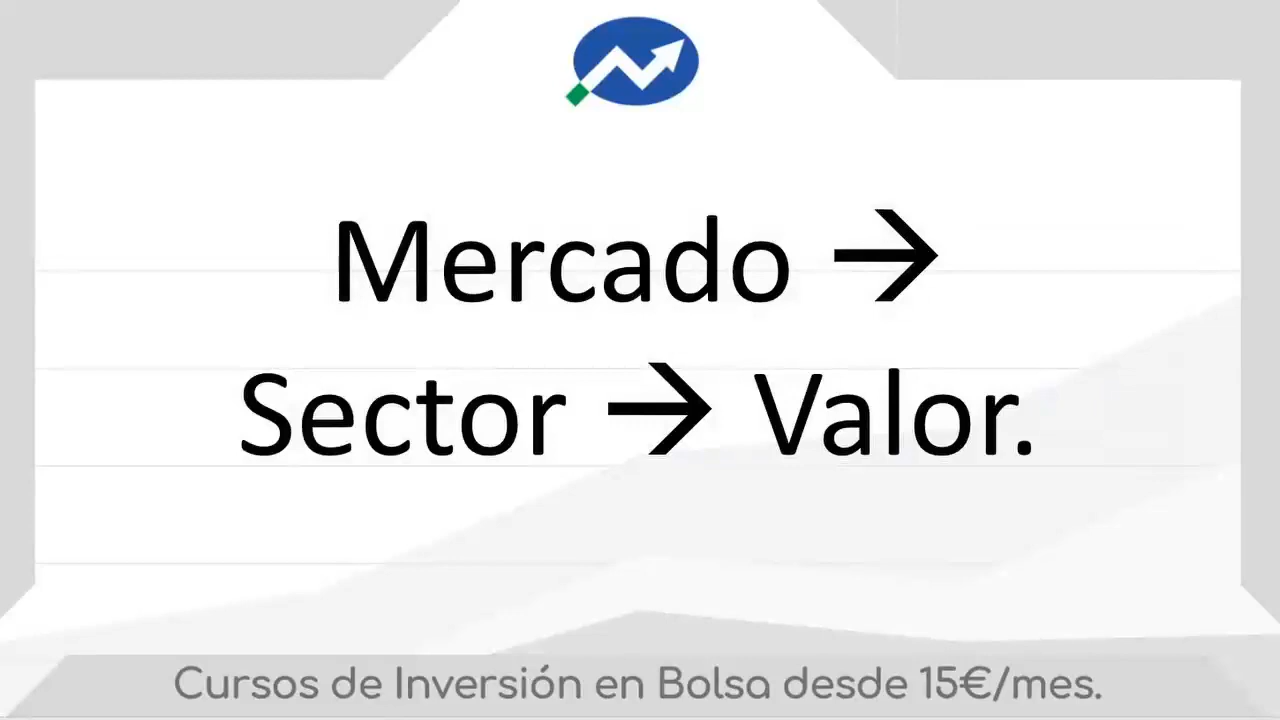 Mercado →
Sector → Valor.
Cursos de Inversión en Bolsa desde 15€/mes.